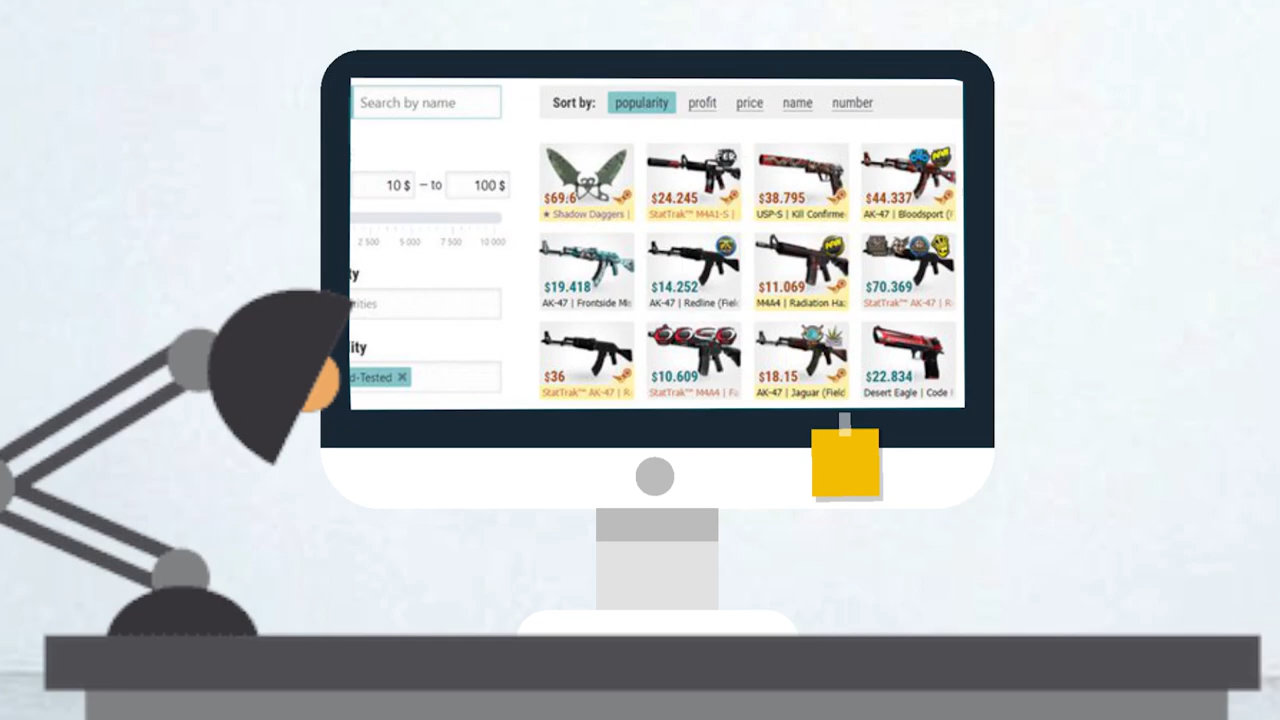 Search by name
Sort by: popularity profit price name number
10 $ – to 100 $
2 500 5 000 7 500 10 000
$69.6 $24.245 $38.795 $44.337
★ Shadow Daggers | StatTrak™ M4A1-S | USP-S | Kill Confirme AK-47 | Bloodsport (F
ty
rities
$19.418 $14.252 $11.069 $70.369
AK-47 | Frontside Mis AK-47 | Redline (Field M4A4 | Radiation Ha: StatTrak™ AK-47 | R
ity
d-Tested ✕
$36 $10.609 $18.15 $22.834
StatTrak™ AK-47 | R StatTrak™ M4A4 | Fa AK-47 | Jaguar (Field Desert Eagle | Code